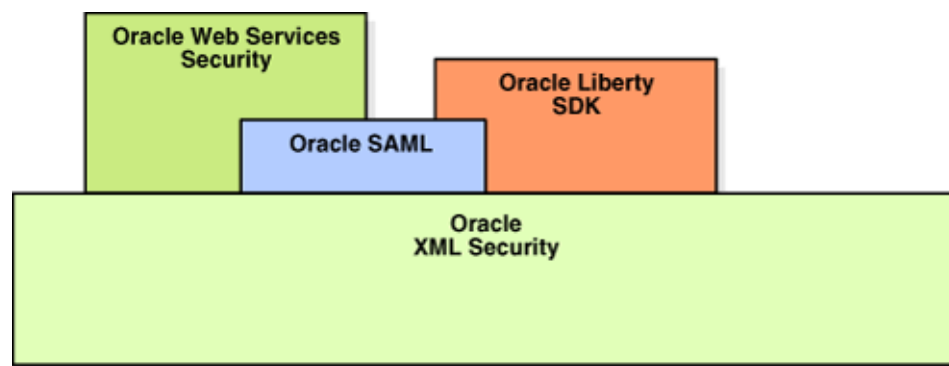 Oracle Web Services
Security
Oracle Liberty
SDK
Oracle SAML
Oracle
XML Security